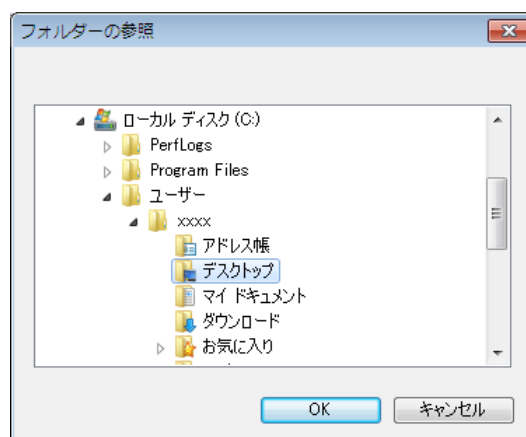 フォルダーの参照
ローカル ディスク (C:)
PerfLogs
Program Files
ユーザー
xxxx
アドレス帳
デスクトップ
マイ ドキュメント
ダウンロード
お気に入り
OK
キャンセル